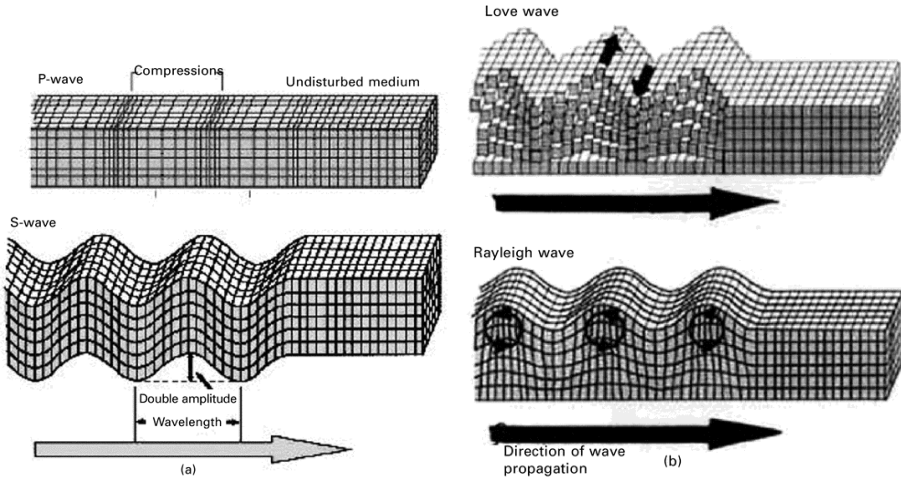 P-wave
Compressions
Undisturbed medium
S-wave
Double amplitude
Wavelength
(a)
Love wave
Rayleigh wave
Direction of wave
propagation
(b)